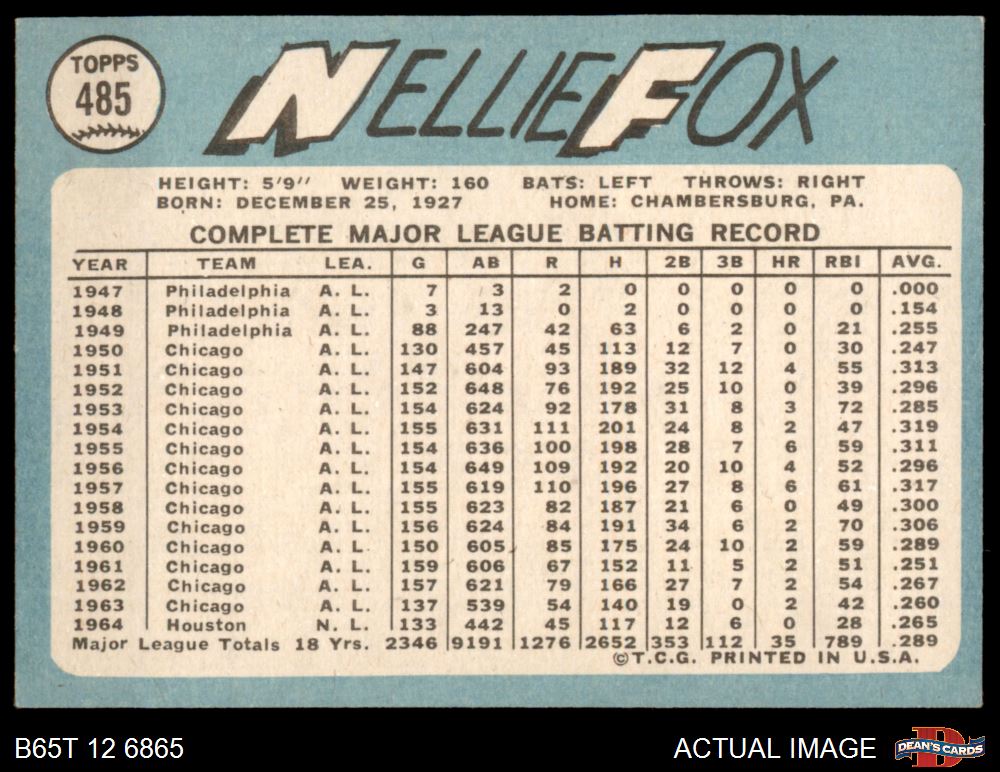 TOPPS
485
NELLIE FOX
HEIGHT: 5'9" WEIGHT: 160 BATS: LEFT THROWS: RIGHT
BORN: DECEMBER 25, 1927 HOME: CHAMBERSBURG, PA.
COMPLETE MAJOR LEAGUE BATTING RECORD
YEAR TEAM LEA. G AB R H 2B 3B HR RBI AVG.
1947 Philadelphia A. L. 7 3 2 0 0 0 0 0 .000
1948 Philadelphia A. L. 3 13 0 2 0 0 0 0 .154
1949 Philadelphia A. L. 88 247 42 63 6 2 0 21 .255
1950 Chicago A. L. 130 457 45 113 12 7 0 30 .247
1951 Chicago A. L. 147 604 93 189 32 12 4 55 .313
1952 Chicago A. L. 152 648 76 192 25 10 0 39 .296
1953 Chicago A. L. 154 624 92 178 31 8 3 72 .285
1954 Chicago A. L. 155 631 111 201 24 8 2 47 .319
1955 Chicago A. L. 154 636 100 198 28 7 6 59 .311
1956 Chicago A. L. 154 649 109 192 20 10 4 52 .296
1957 Chicago A. L. 155 619 110 196 27 8 6 61 .317
1958 Chicago A. L. 155 623 82 187 21 6 0 49 .300
1959 Chicago A. L. 156 624 84 191 34 6 2 70 .306
1960 Chicago A. L. 150 605 85 175 24 10 2 59 .289
1961 Chicago A. L. 159 606 67 152 11 5 2 51 .251
1962 Chicago A. L. 157 621 79 166 27 7 2 54 .267
1963 Chicago A. L. 137 539 54 140 19 0 2 42 .260
1964 Houston N. L. 133 442 45 117 12 6 0 28 .265
Major League Totals 18 Yrs. 2346 9191 1276 2652 353 112 35 789 .289
©T.C.G. PRINTED IN U.S.A.
B65T 12 6865 ACTUAL IMAGE D DEAN'S CARDS